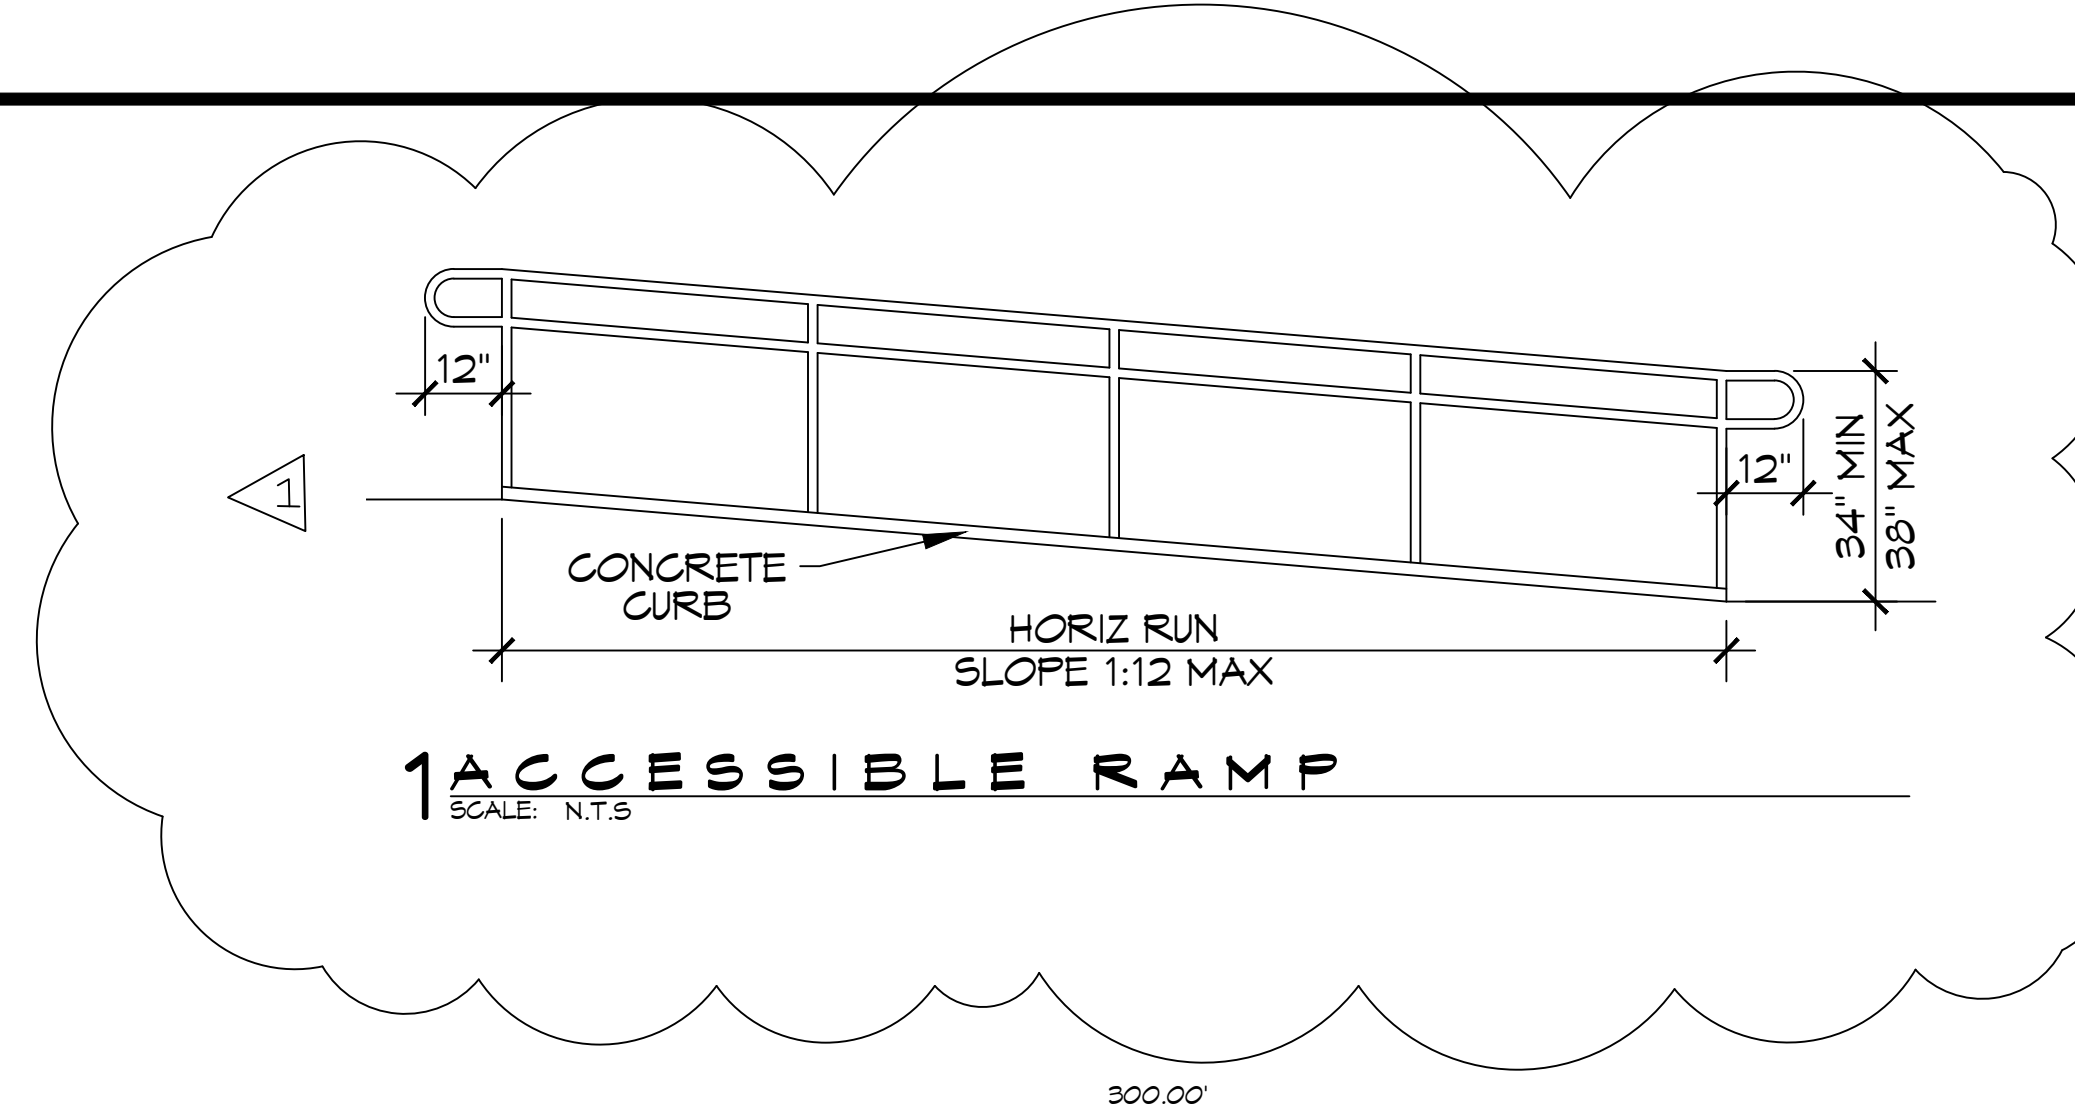 12"
12"
34" MIN
38" MAX
1
CONCRETE
CURB
HORIZ RUN
SLOPE 1:12 MAX
1 ACCESSIBLE RAMP
SCALE: N.T.S
300.00'